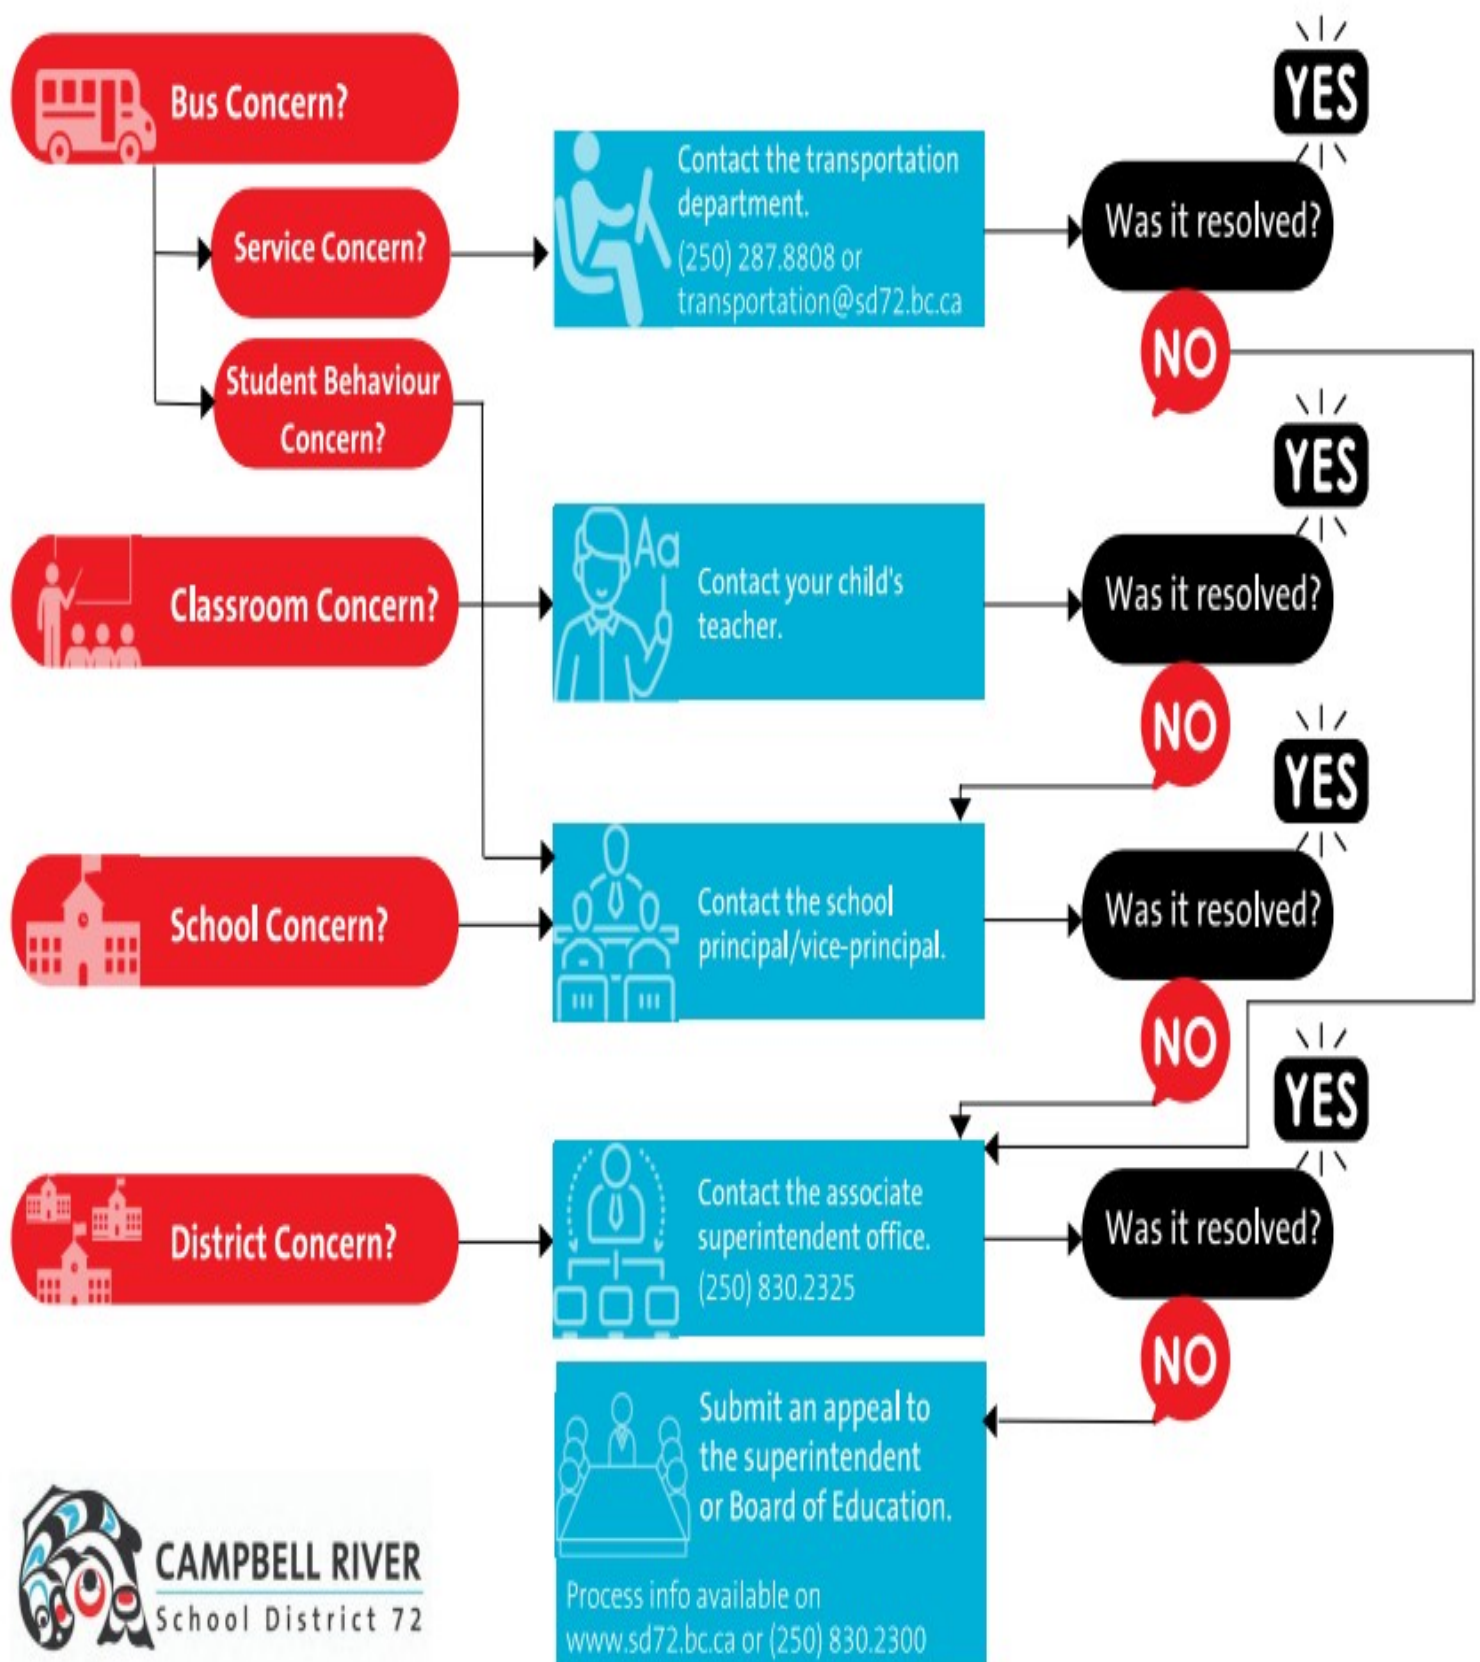 YES
Bus Concern?
Contact the transportation
department.
(250) 287.8808 or
transportation@sd72.bc.ca
Was it resolved?
Service Concern?
NO
Student Behaviour
Concern?
YES
Classroom Concern?
Aa
Contact your child's
teacher.
Was it resolved?
NO
YES
School Concern?
Contact the school
principal/vice-principal.
Was it resolved?
NO
YES
District Concern?
Contact the associate
superintendent office.
(250) 830.2325
Was it resolved?
NO
Submit an appeal to
the superintendent
or Board of Education.
Process info available on
www.sd72.bc.ca or (250) 830.2300
CAMPBELL RIVER
School District 72